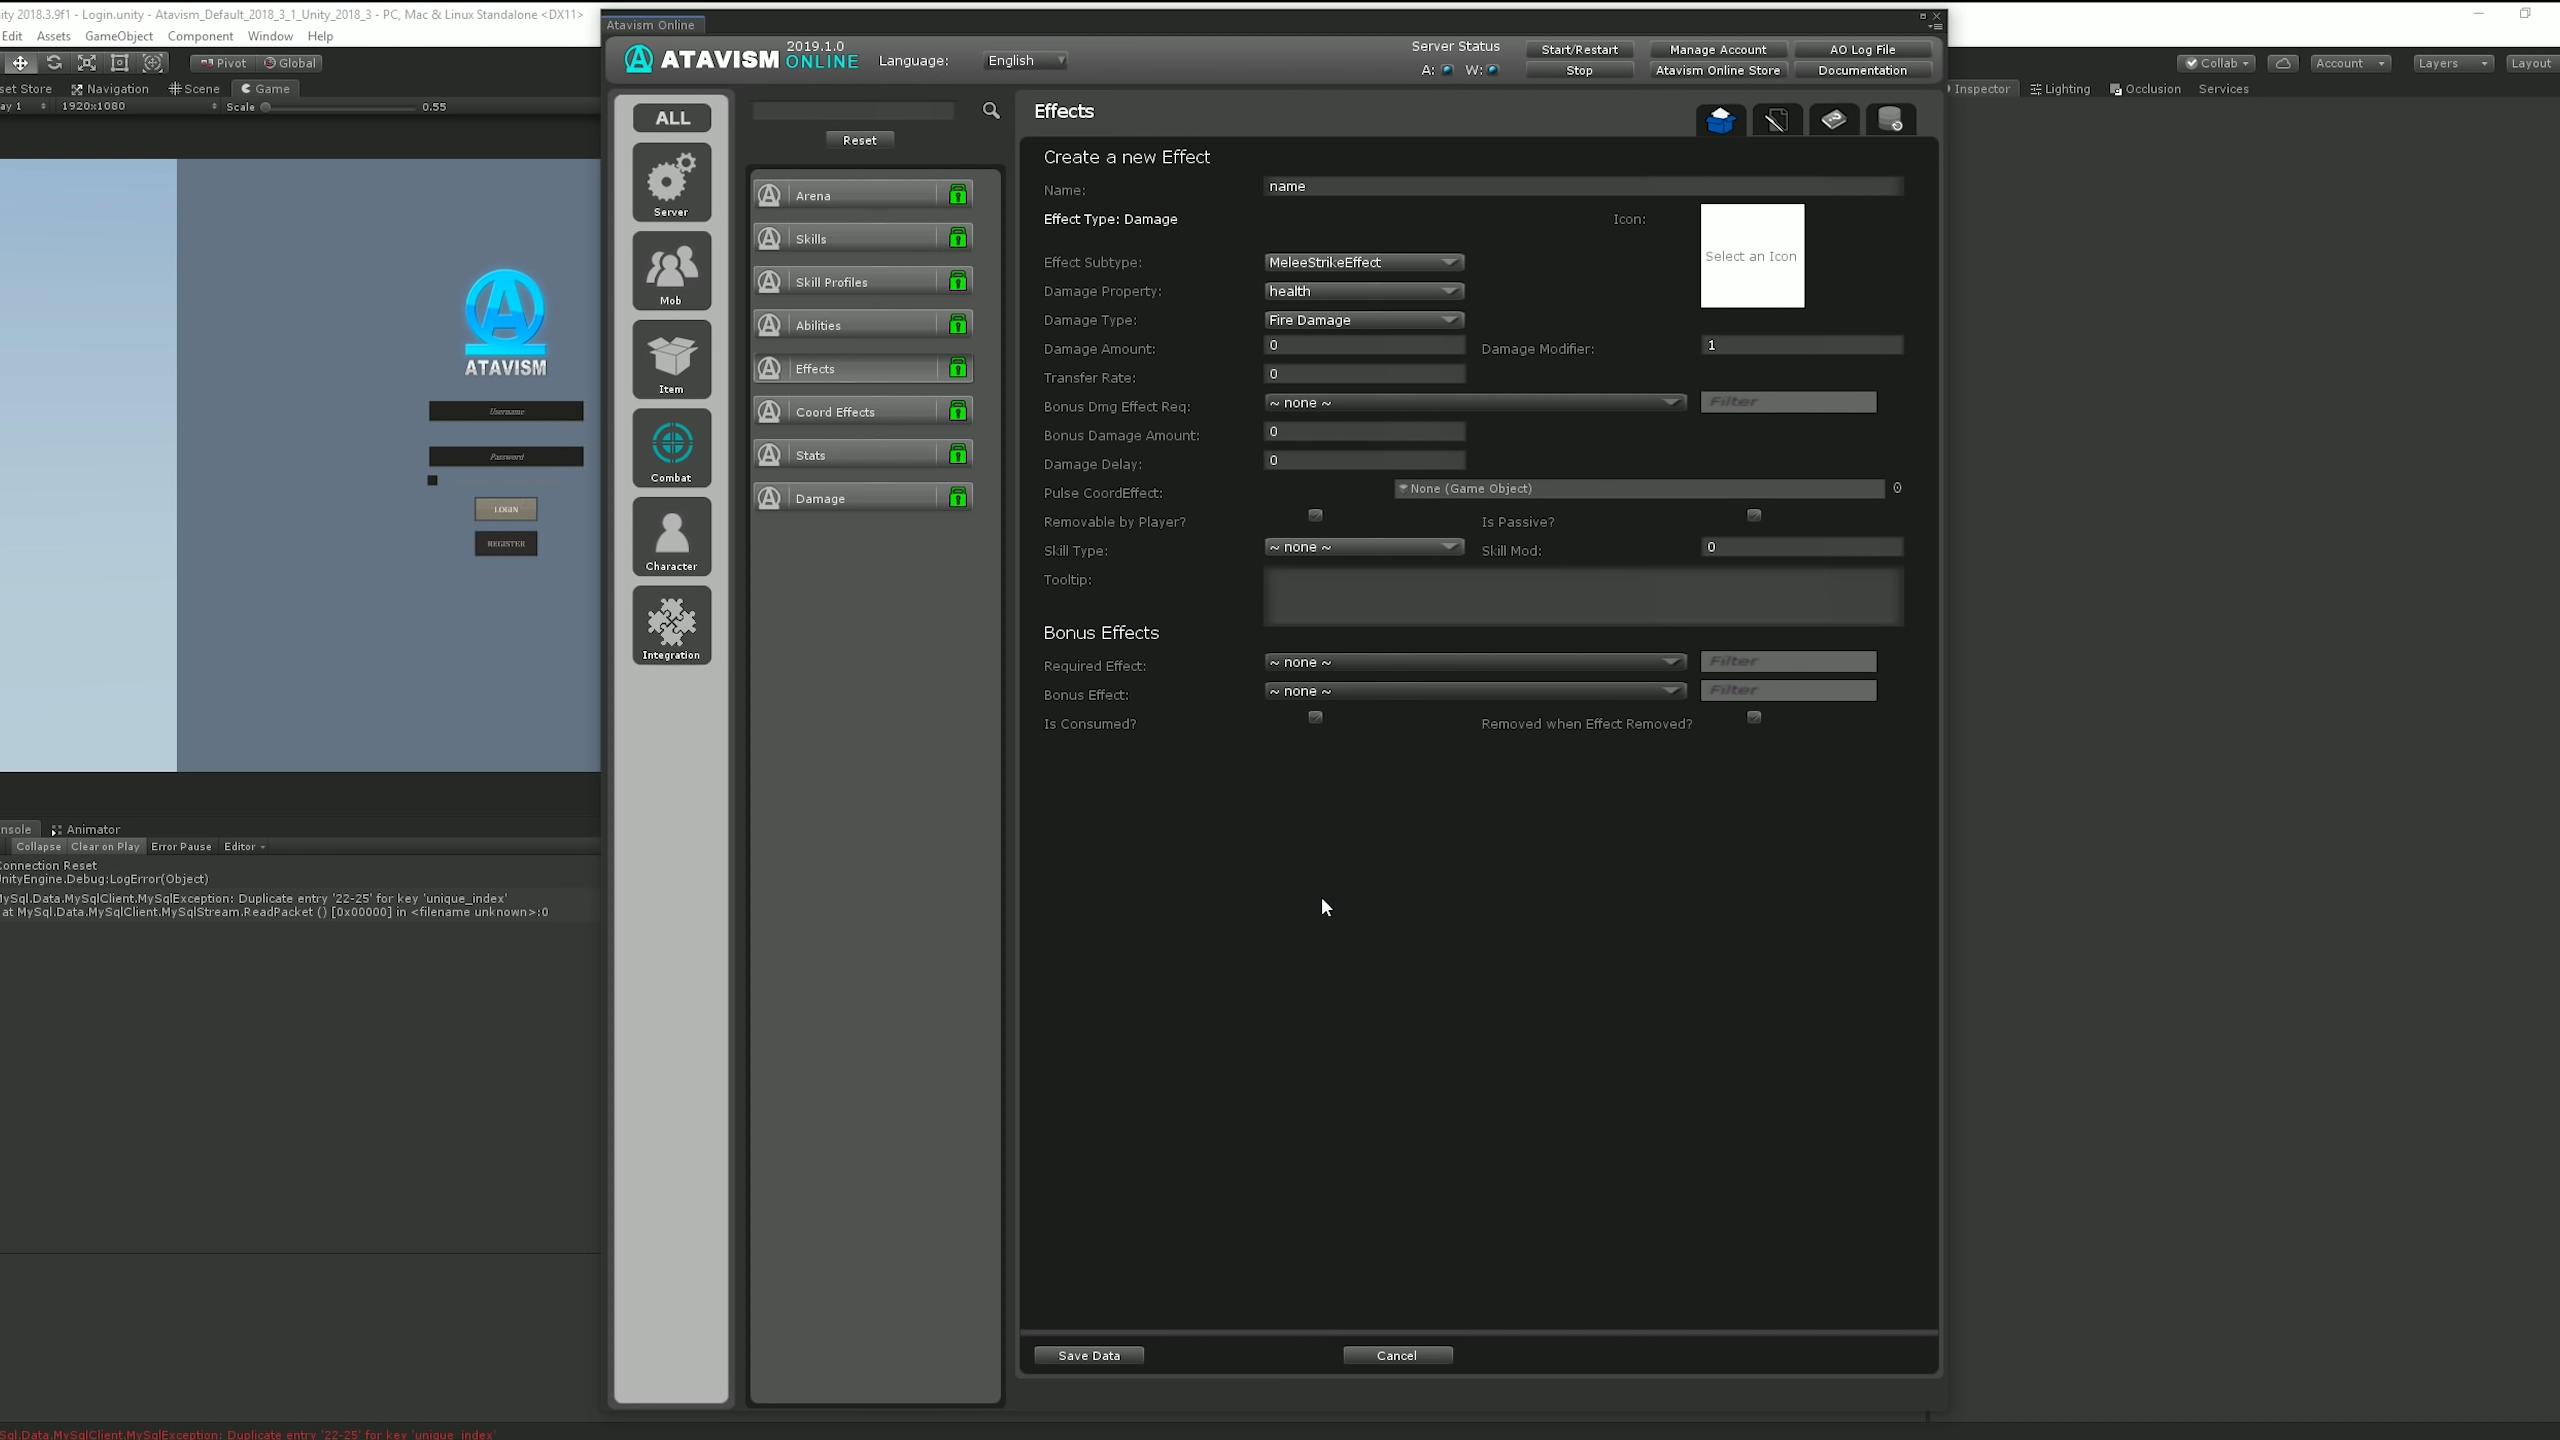 ity 2018.3.9f1 - Login.unity - Atavism_Default_2018_3_1_Unity_2018_3 - PC, Mac & Linux Standalone <DX11>
Edit Assets GameObject Component Window Help
Pivot Global
set Store Navigation Scene Game
ay 1 1920x1080 Scale 0.55
Collab Account Layers Layout
Inspector Lighting Occlusion Services
ATAVISM
Username
Password
LOGIN
REGISTER
nsole Animator
Collapse Clear on Play Error Pause Editor
Connection Reset
UnityEngine.Debug:LogError(Object)
MySql.Data.MySqlClient.MySqlException: Duplicate entry '22-25' for key 'unique_index'
at MySql.Data.MySqlClient.MySqlStream.ReadPacket () [0x00000] in <filename unknown>:0
Sql.Data.MySqlClient.MySqlException: Duplicate entry '22-25' for key 'unique_index'
Atavism Online
ATAVISM ONLINE 2019.1.0
Language: English
Server Status
A: W:
Start/Restart Manage Account AO Log File
Stop Atavism Online Store Documentation
ALL
Server
Mob
Item
Combat
Character
Integration
Reset
Arena
Skills
Skill Profiles
Abilities
Effects
Coord Effects
Stats
Damage
Effects
Create a new Effect
Name: name
Effect Type: Damage Icon:
Select an Icon
Effect Subtype: MeleeStrikeEffect
Damage Property: health
Damage Type: Fire Damage
Damage Amount: 0 Damage Modifier: 1
Transfer Rate: 0
Bonus Dmg Effect Req: ~ none ~ Filter
Bonus Damage Amount: 0
Damage Delay: 0
Pulse CoordEffect: None (Game Object)
Removable by Player? Is Passive?
Skill Type: ~ none ~ Skill Mod: 0
Tooltip:
Bonus Effects
Required Effect: ~ none ~ Filter
Bonus Effect: ~ none ~ Filter
Is Consumed? Removed when Effect Removed?
Save Data Cancel